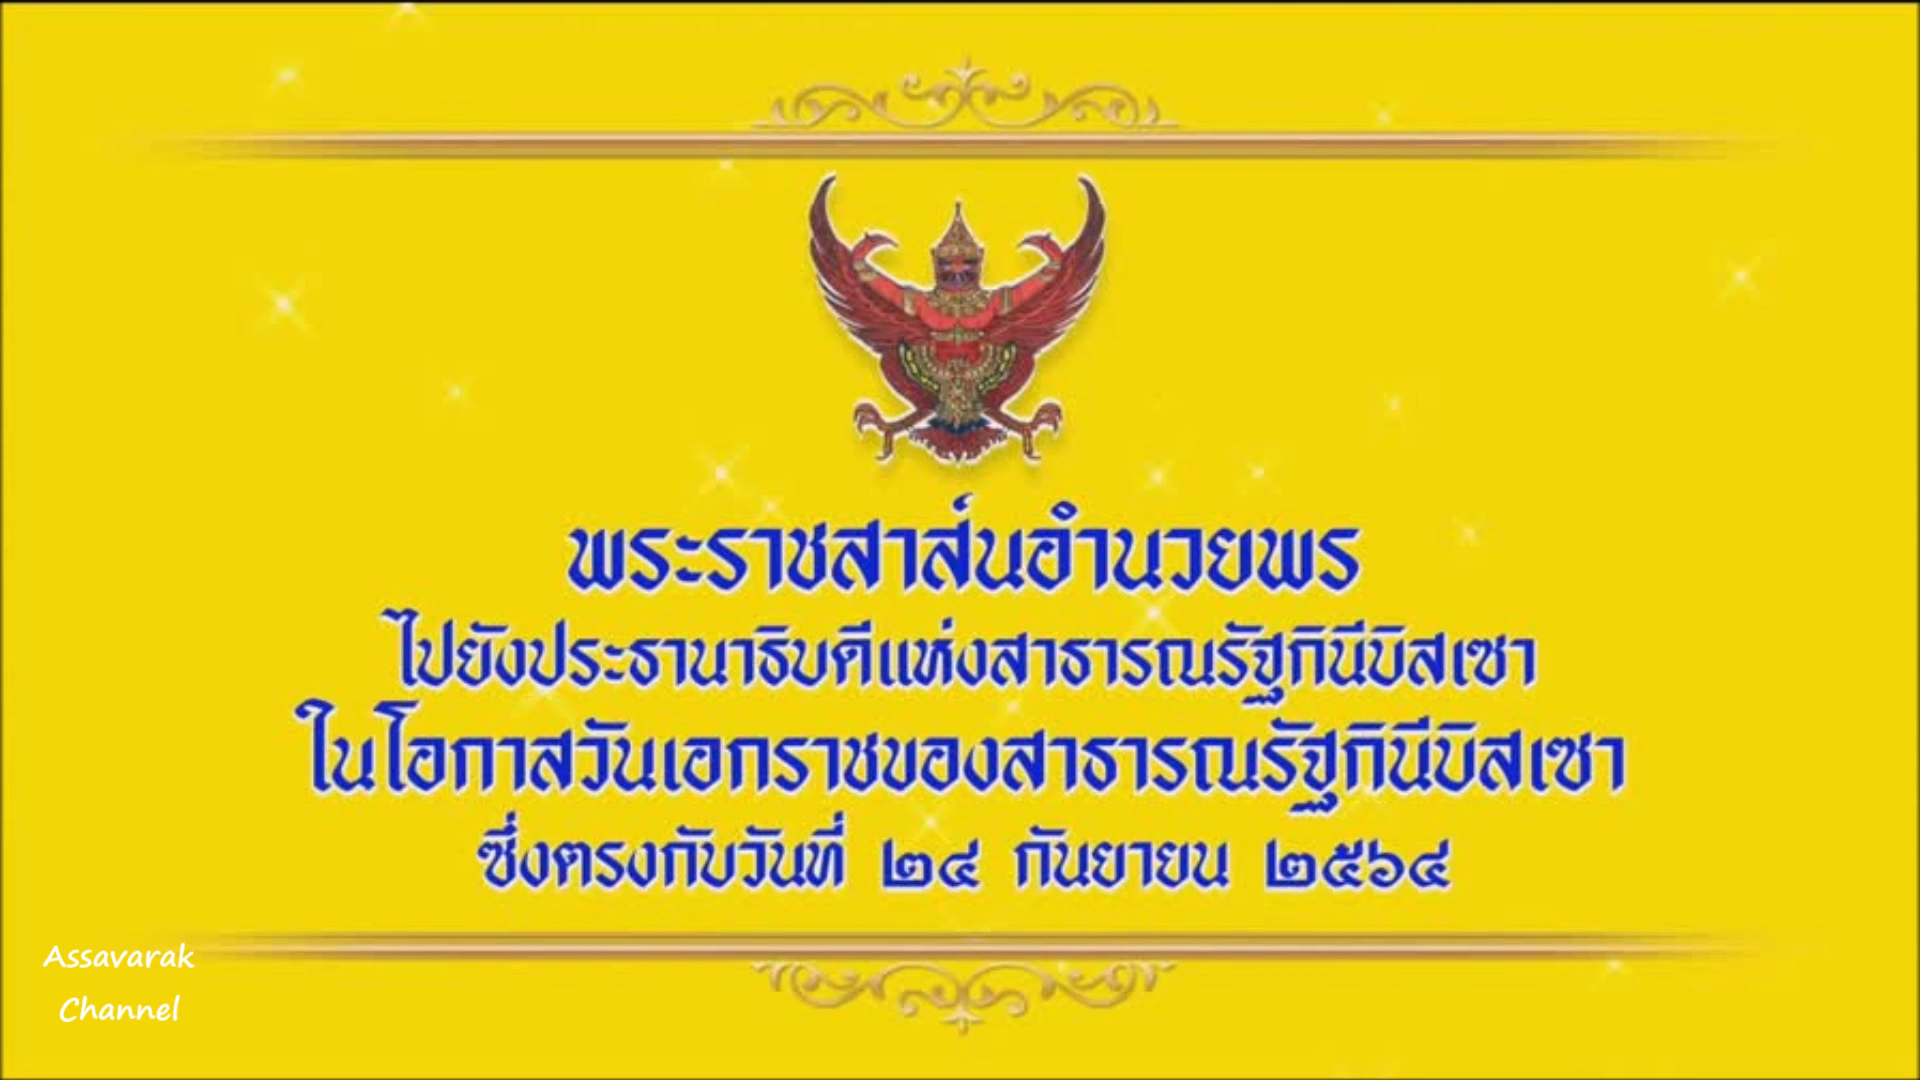 พระราชสาส์นอำนวยพร
ไปยังประธานาธิบดีแห่งสาธารณรัฐกินีบิสเซา
ในโอกาสวันเอกราชของสาธารณรัฐกินีบิสเซา
ซึ่งตรงกับวันที่ ๒๔ กันยายน ๒๕๖๔
Assavarak
Channel